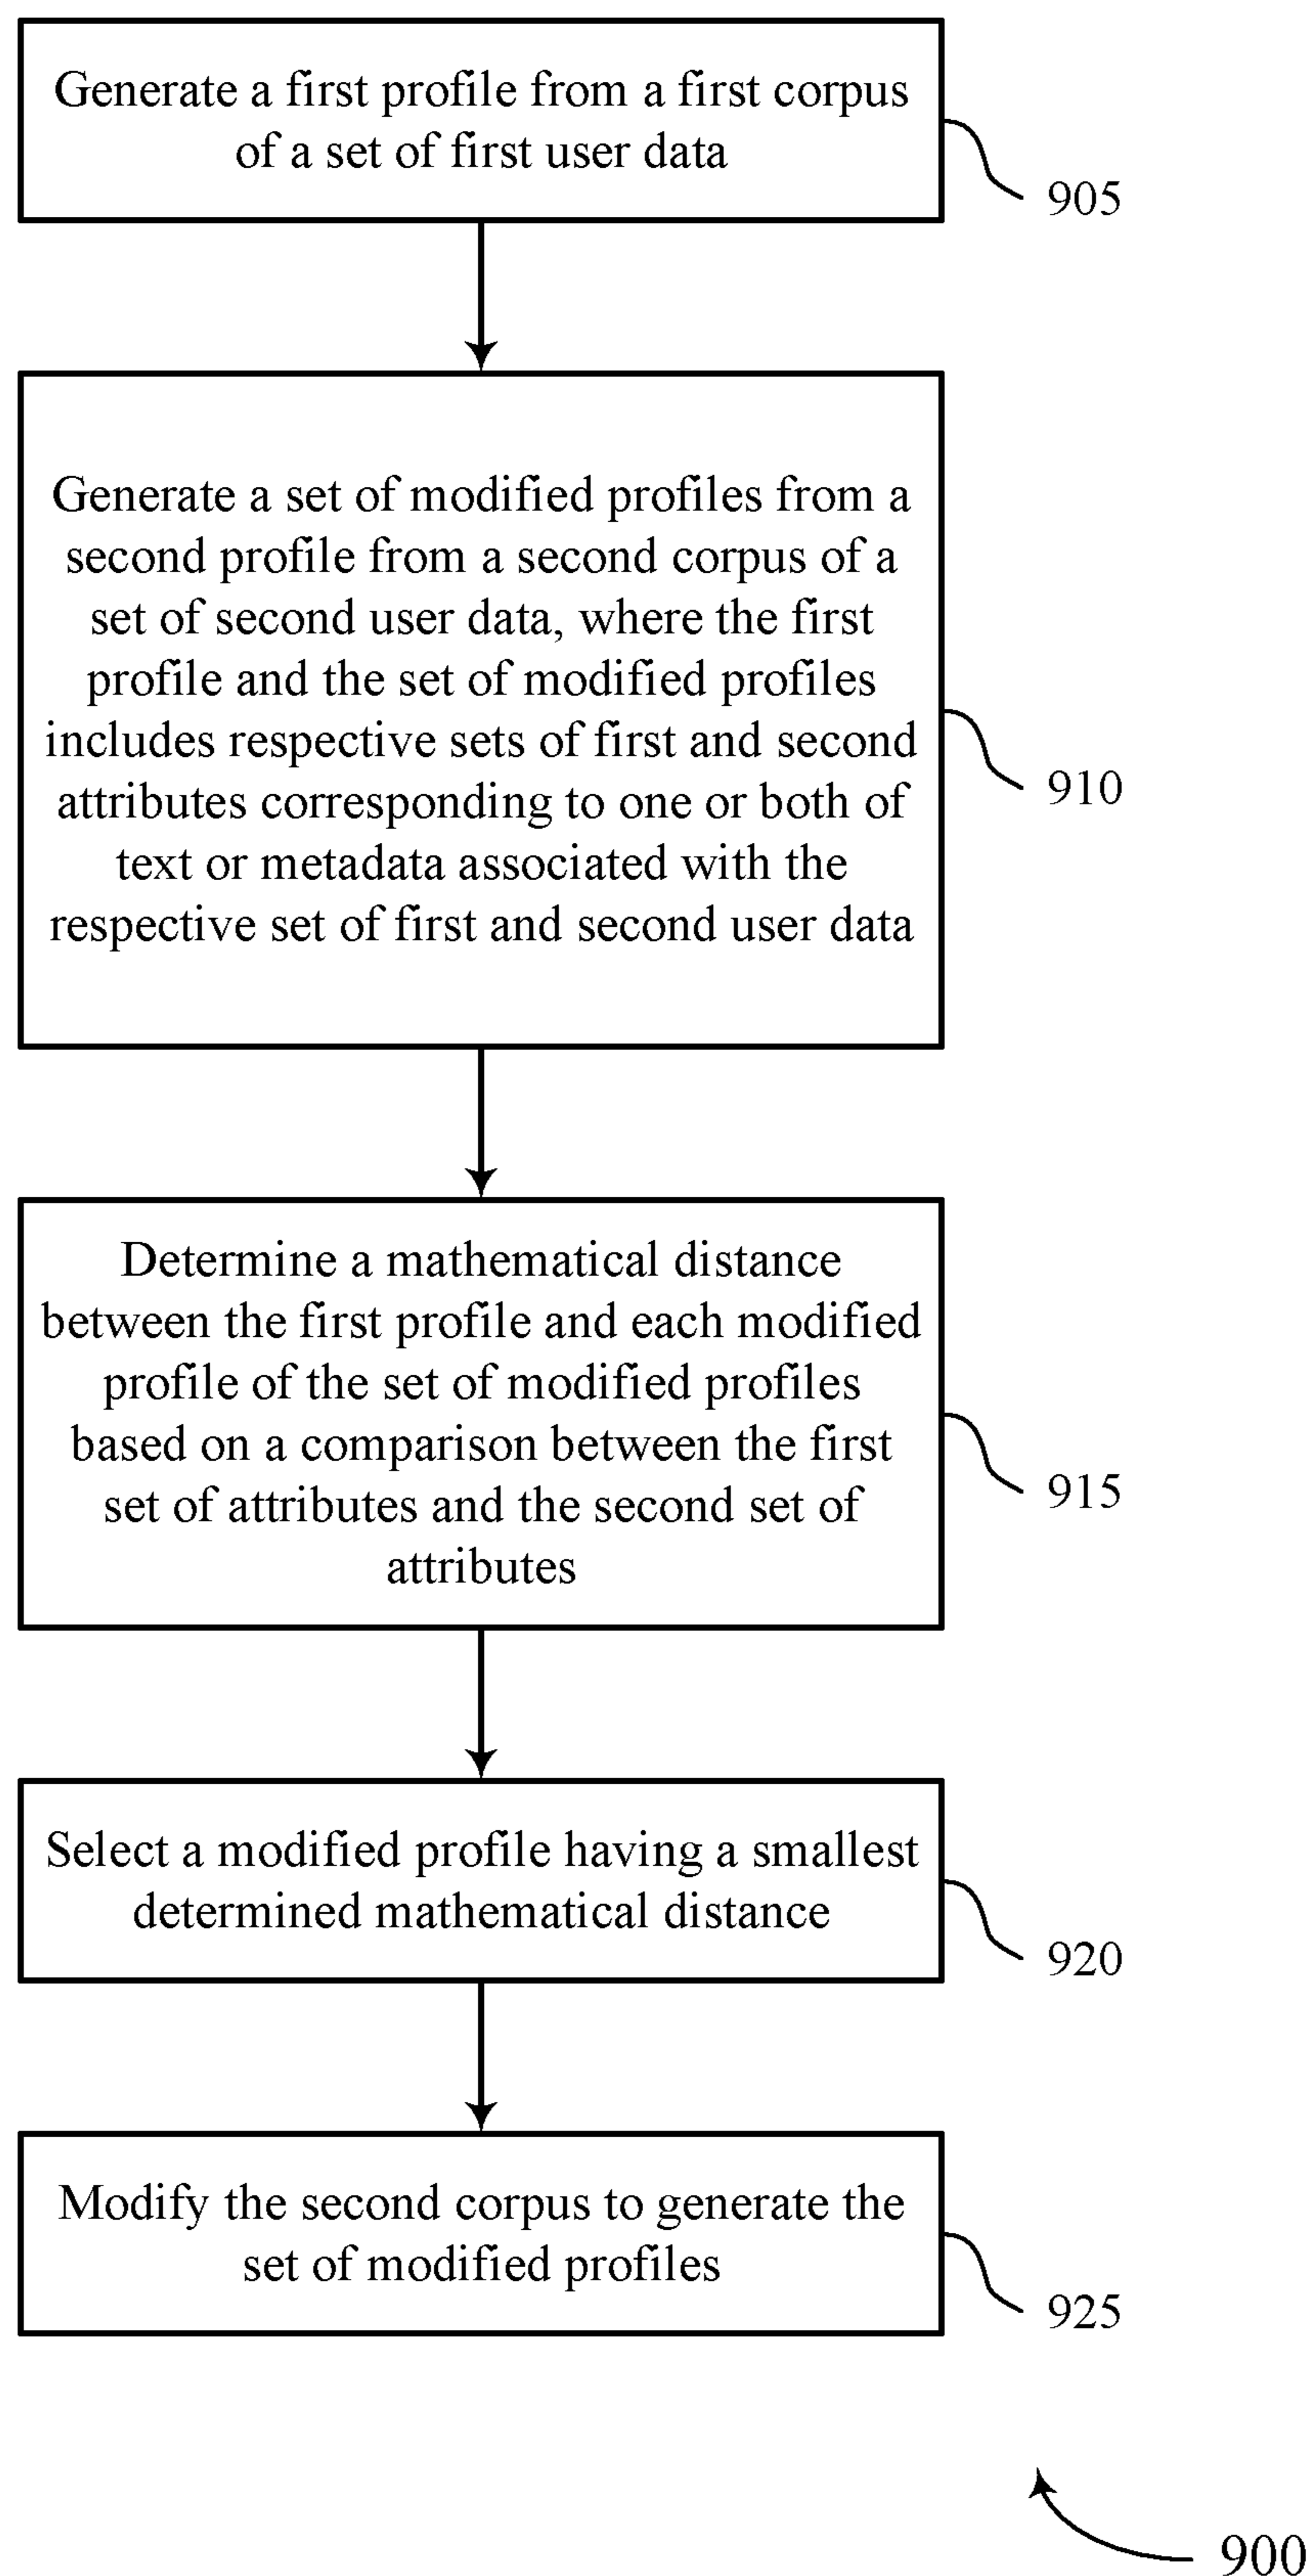 Generate a first profile from a first corpus
of a set of first user data
905
Generate a set of modified profiles from a
second profile from a second corpus of a
set of second user data, where the first
profile and the set of modified profiles
includes respective sets of first and second
attributes corresponding to one or both of
text or metadata associated with the
respective set of first and second user data
910
Determine a mathematical distance
between the first profile and each modified
profile of the set of modified profiles
based on a comparison between the first
set of attributes and the second set of
attributes
915
Select a modified profile having a smallest
determined mathematical distance
920
Modify the second corpus to generate the
set of modified profiles
925
900